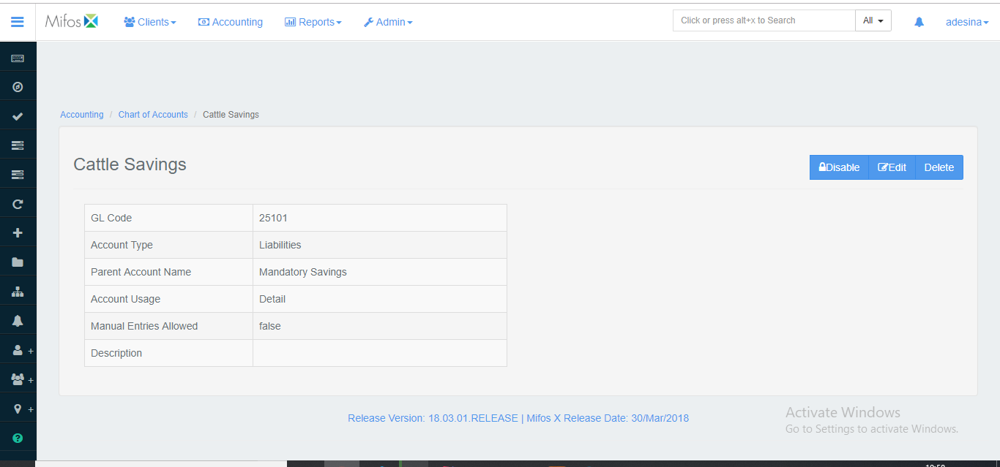 Mifos Clients Accounting Reports Admin Click or press alt+x to Search All adesina
Accounting / Chart of Accounts / Cattle Savings
Cattle Savings
Disable Edit Delete
GL Code 25101
Account Type Liabilities
Parent Account Name Mandatory Savings
Account Usage Detail
Manual Entries Allowed false
Description
Release Version: 18.03.01.RELEASE | Mifos X Release Date: 30/Mar/2018
Activate Windows
Go to Settings to activate Windows.